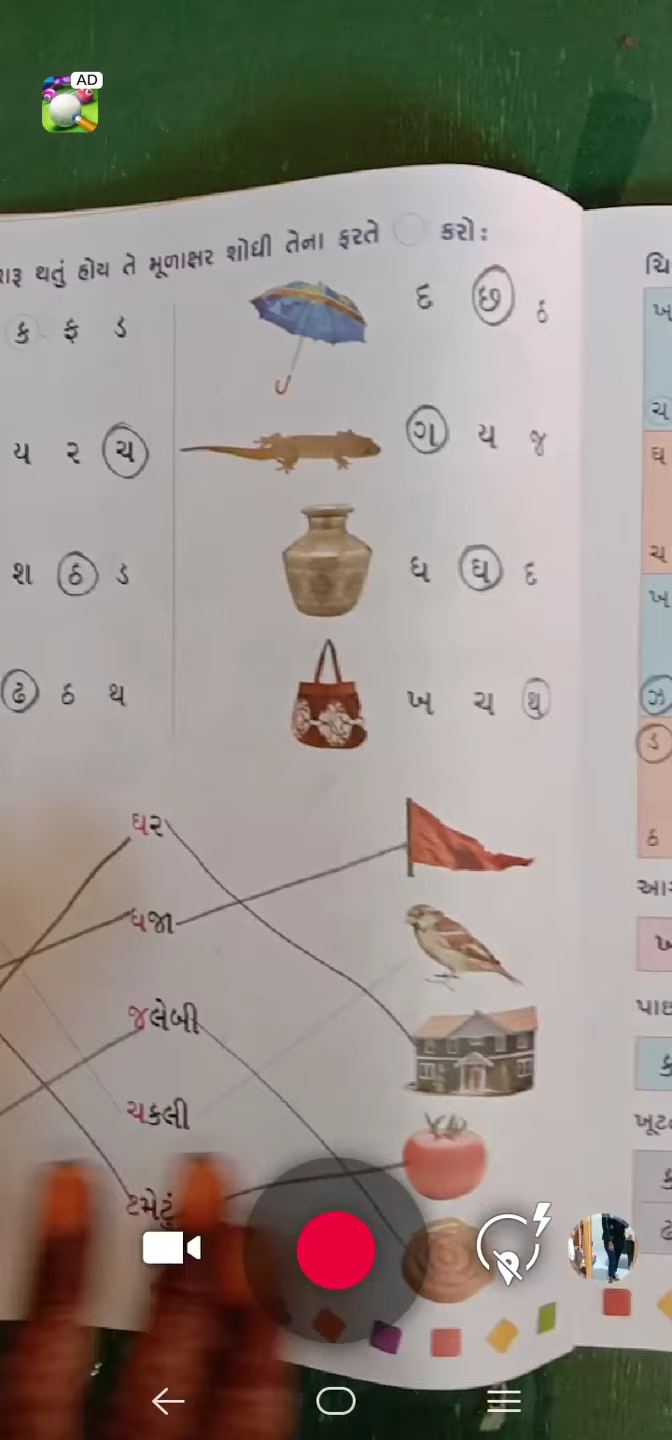 AD
થતું હોય તે મૂળાક્ષર શોધી તેના ફરતે ○ કરોઃ
ક ફ ડ
દ છ ઠ
ય ર ચ
ગ ય જ
શ ઠ ડ
ધ ઘ દ
ઢ ઠ થ
ખ ચ થ
ઘર
ધજા
જલેબી
ચકલી
ટમેટું
ચિ
ખ
ચ
ઘ
ચ
ખ
ઝ
ડ
ઠ